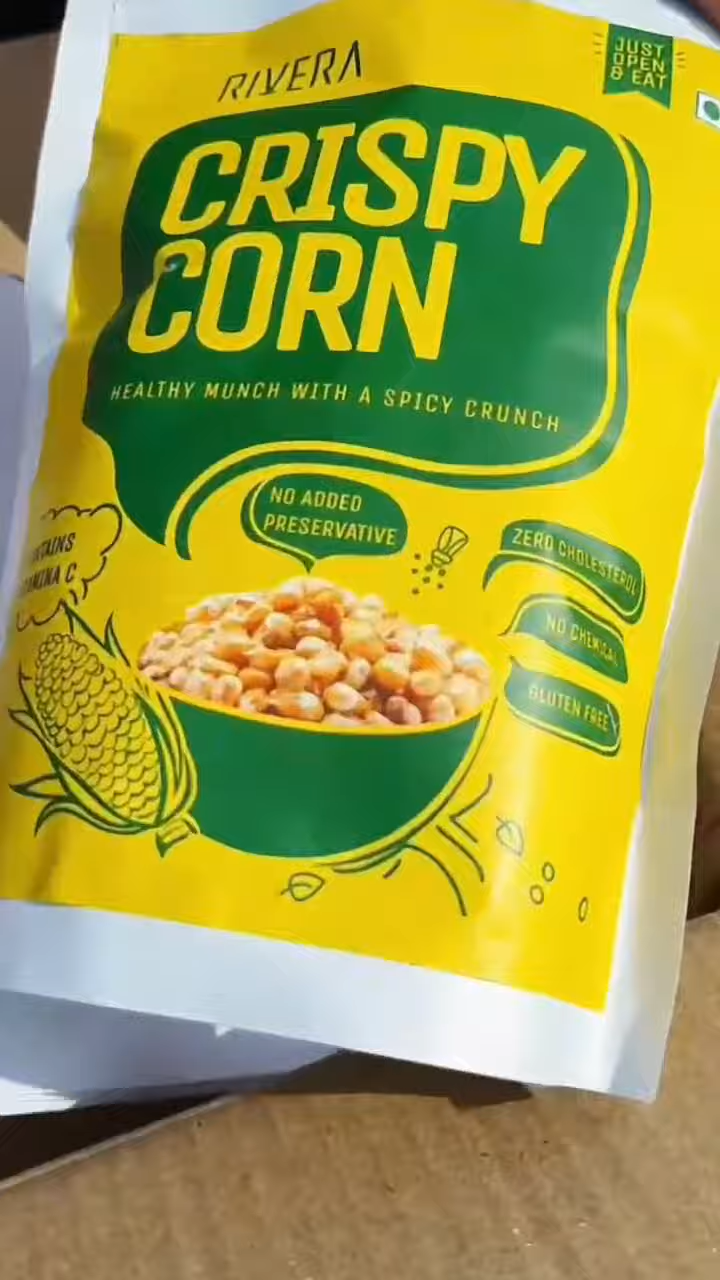 RIVERA
JUST
OPEN
& EAT
CRISPY
CORN
HEALTHY MUNCH WITH A SPICY CRUNCH
NO ADDED
PRESERVATIVE
ZERO CHOLESTEROL
NO CHEMICAL
GLUTEN FREE